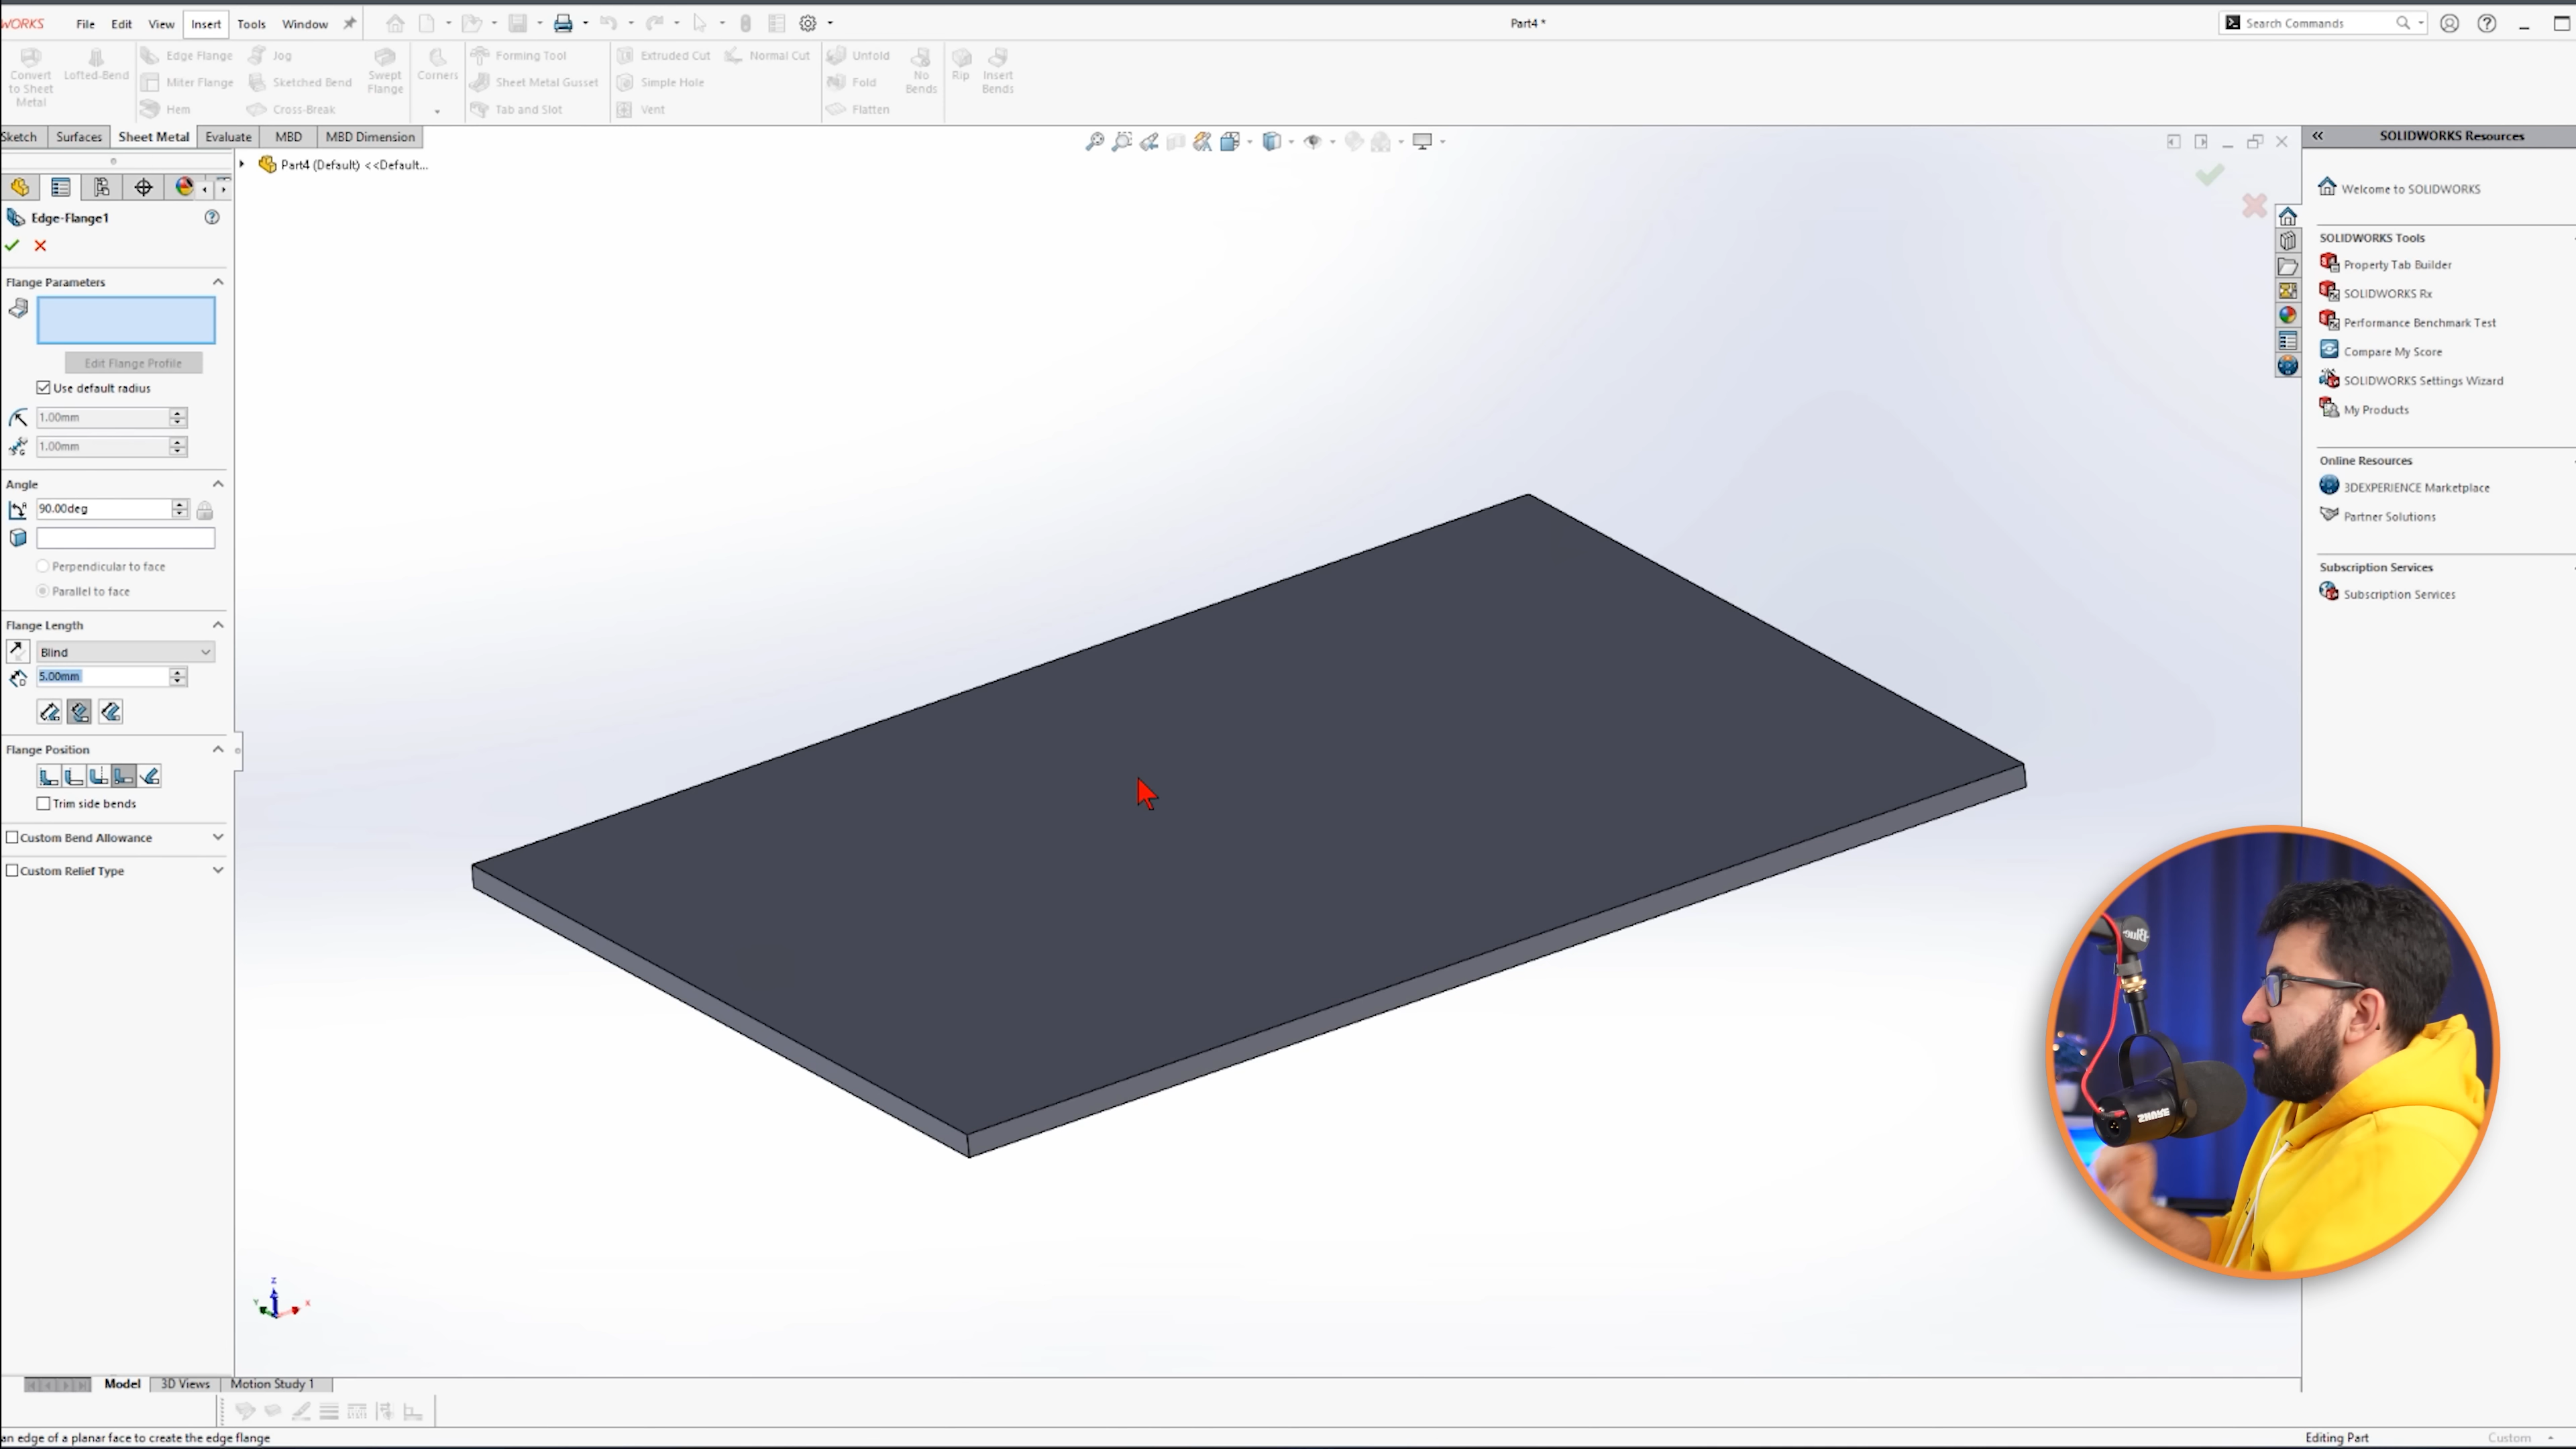 WORKS File Edit View Insert Tools Window Part4 * Search Commands
Convert to Sheet Metal
Lofted-Bend
Edge Flange
Miter Flange
Hem
Jog
Sketched Bend
Cross-Break
Swept Flange
Corners
Forming Tool
Sheet Metal Gusset
Tab and Slot
Extruded Cut
Simple Hole
Vent
Normal Cut
Unfold
Fold
Flatten
No Bends
Rip
Insert Bends
Sketch Surfaces Sheet Metal Evaluate MBD MBD Dimension
Part4 (Default) <<Default...
Edge-Flange1
Flange Parameters
Edit Flange Profile
Use default radius
1.00mm
1.00mm
Angle
90.00deg
Perpendicular to face
Parallel to face
Flange Length
Blind
5.00mm
Flange Position
Trim side bends
Custom Bend Allowance
Custom Relief Type
Z
Y
X
SOLIDWORKS Resources
Welcome to SOLIDWORKS
SOLIDWORKS Tools
Property Tab Builder
SOLIDWORKS Rx
Performance Benchmark Test
Compare My Score
SOLIDWORKS Settings Wizard
My Products
Online Resources
3DEXPERIENCE Marketplace
Partner Solutions
Subscription Services
Subscription Services
Blue
SHURE
Model 3D Views Motion Study 1
an edge of a planar face to create the edge flange
Editing Part Custom